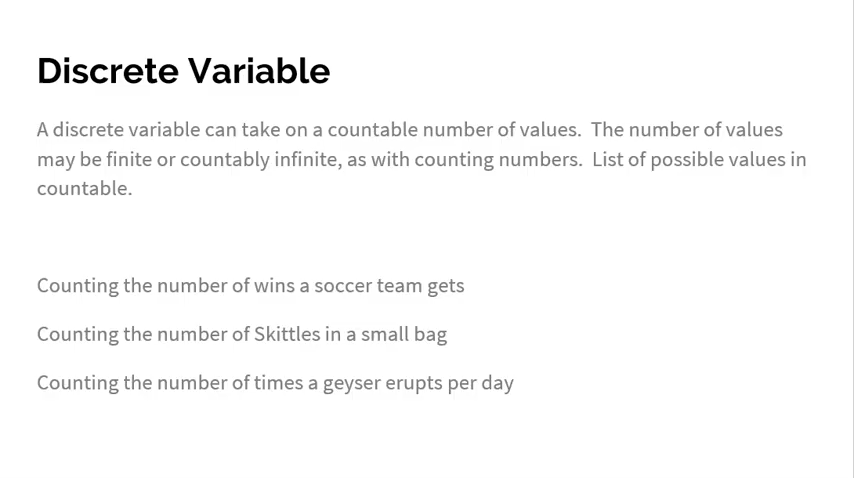 Discrete Variable
A discrete variable can take on a countable number of values.  The number of values
may be finite or countably infinite, as with counting numbers.  List of possible values in
countable.
Counting the number of wins a soccer team gets
Counting the number of Skittles in a small bag
Counting the number of times a geyser erupts per day